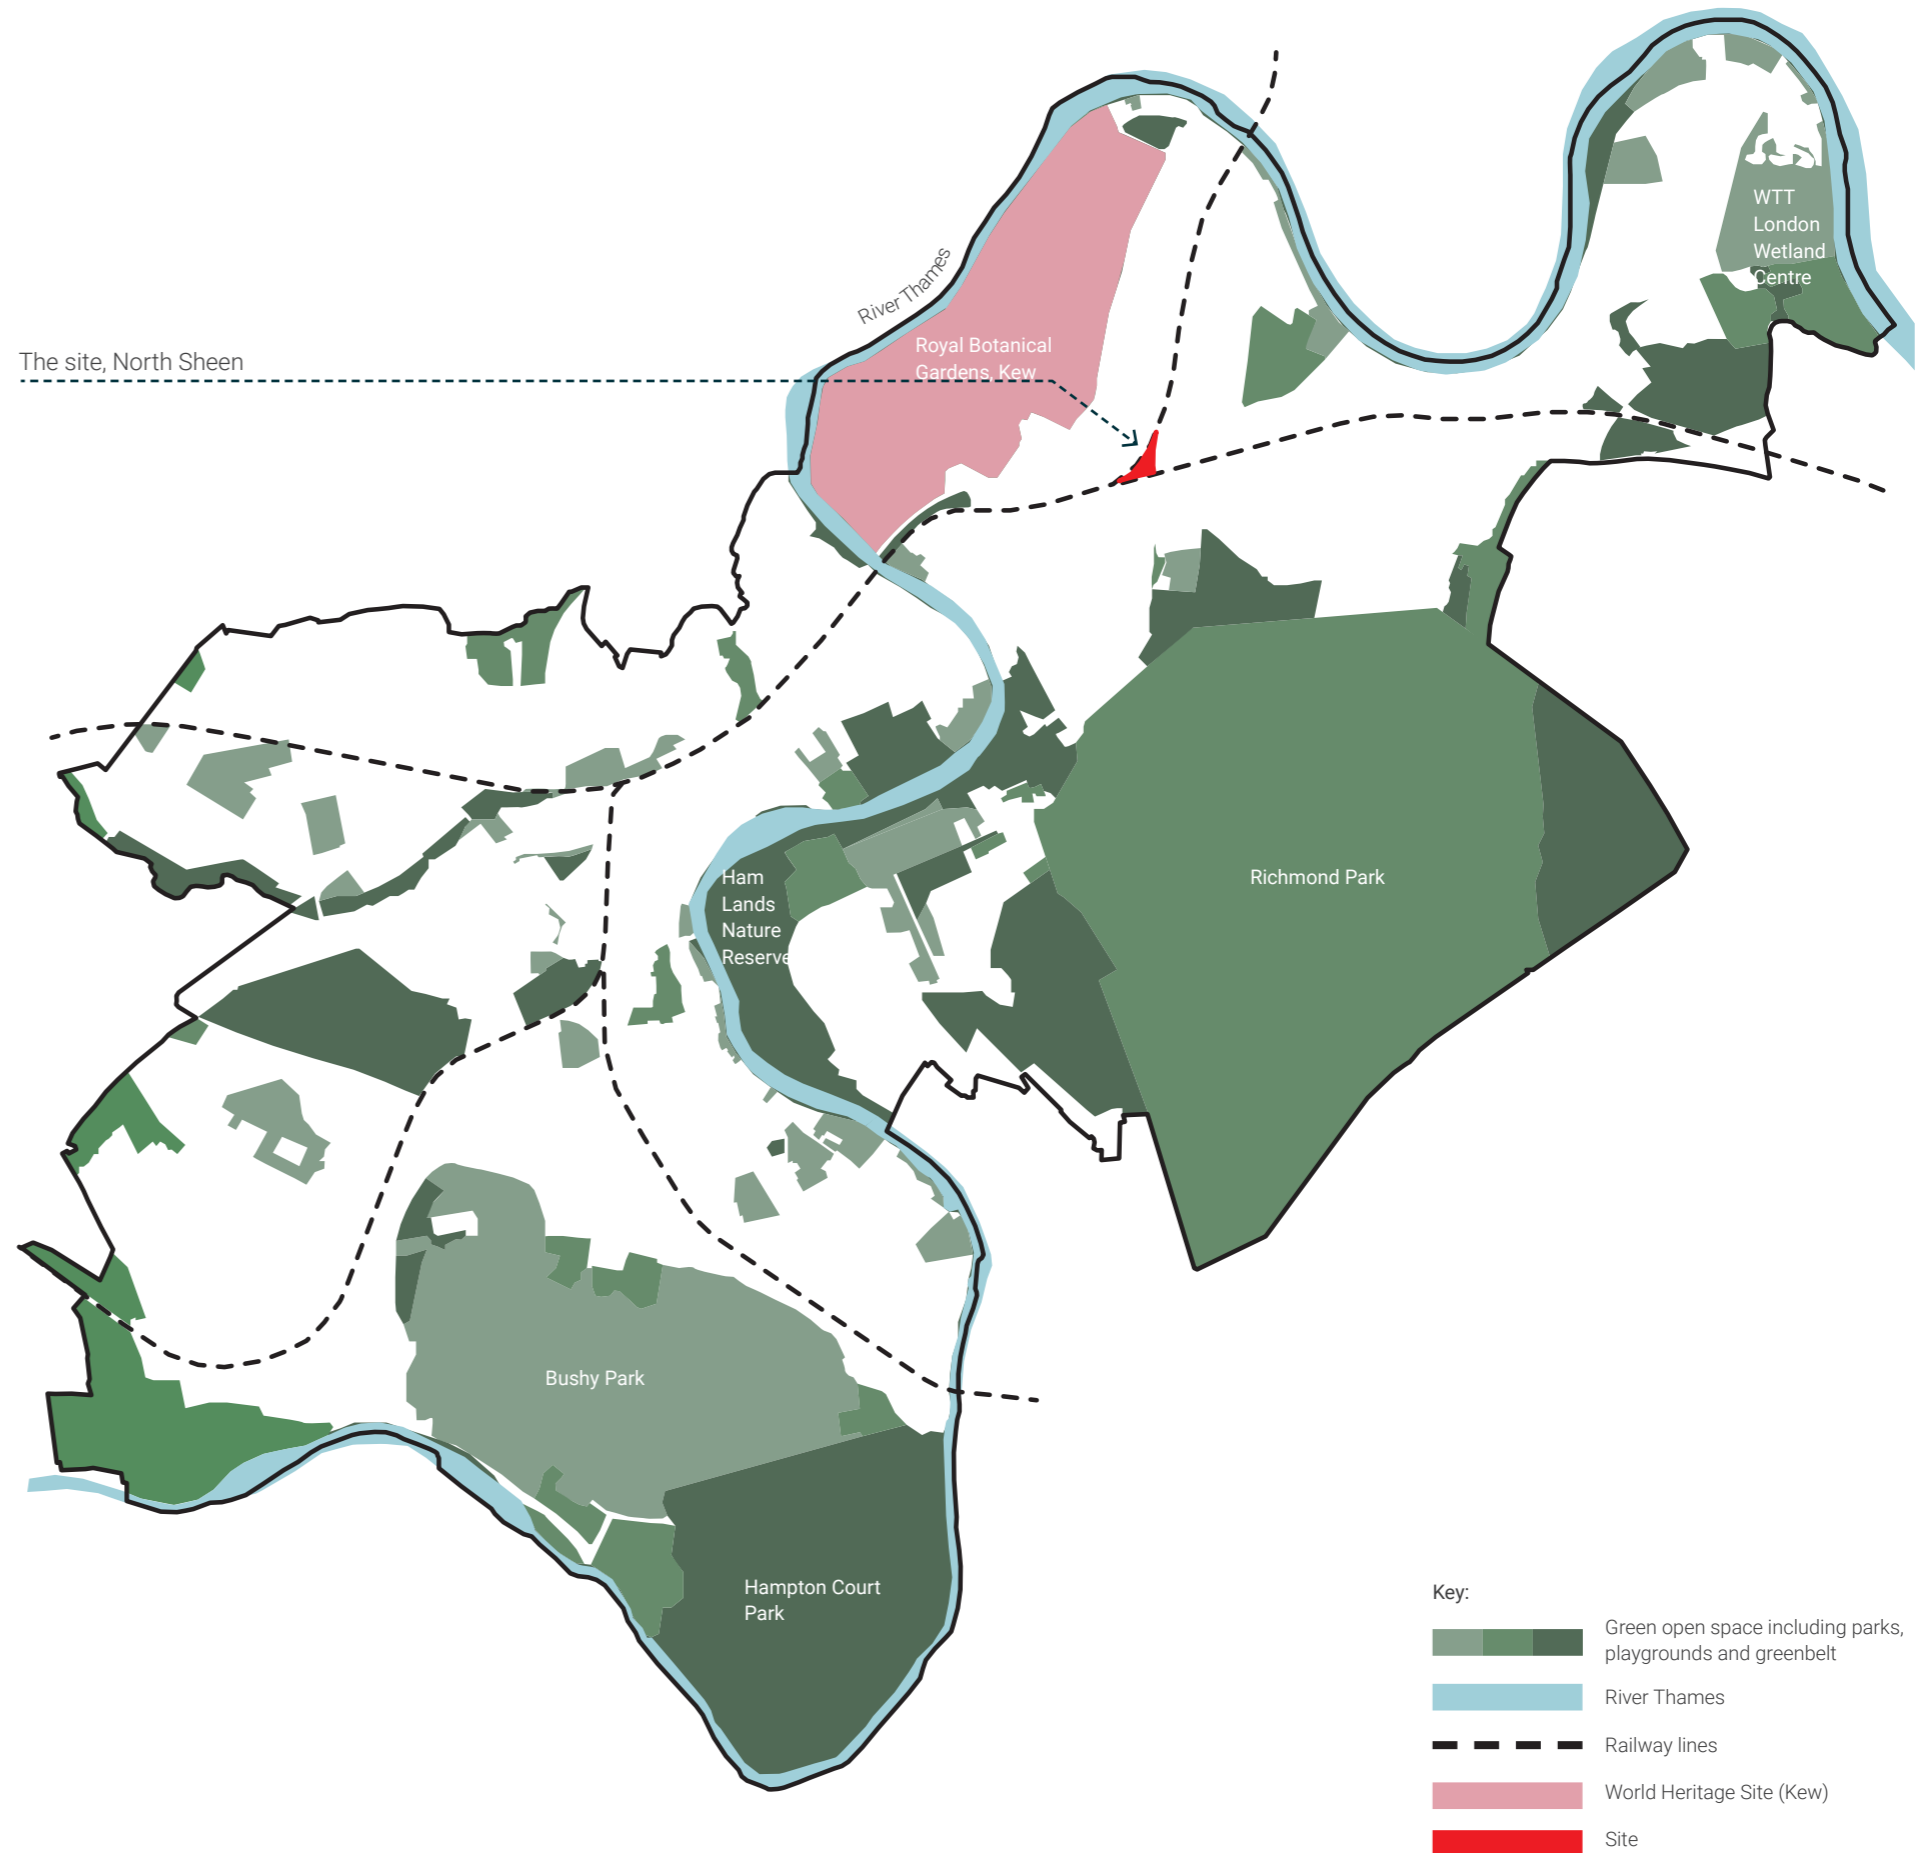 WTT
London
Wetland
Centre
River Thames
Royal Botanical
Gardens, Kew
The site, North Sheen
Ham
Lands
Nature
Reserve
Richmond Park
Bushy Park
Hampton Court
Park
Key:
Green open space including parks,
playgrounds and greenbelt
River Thames
Railway lines
World Heritage Site (Kew)
Site